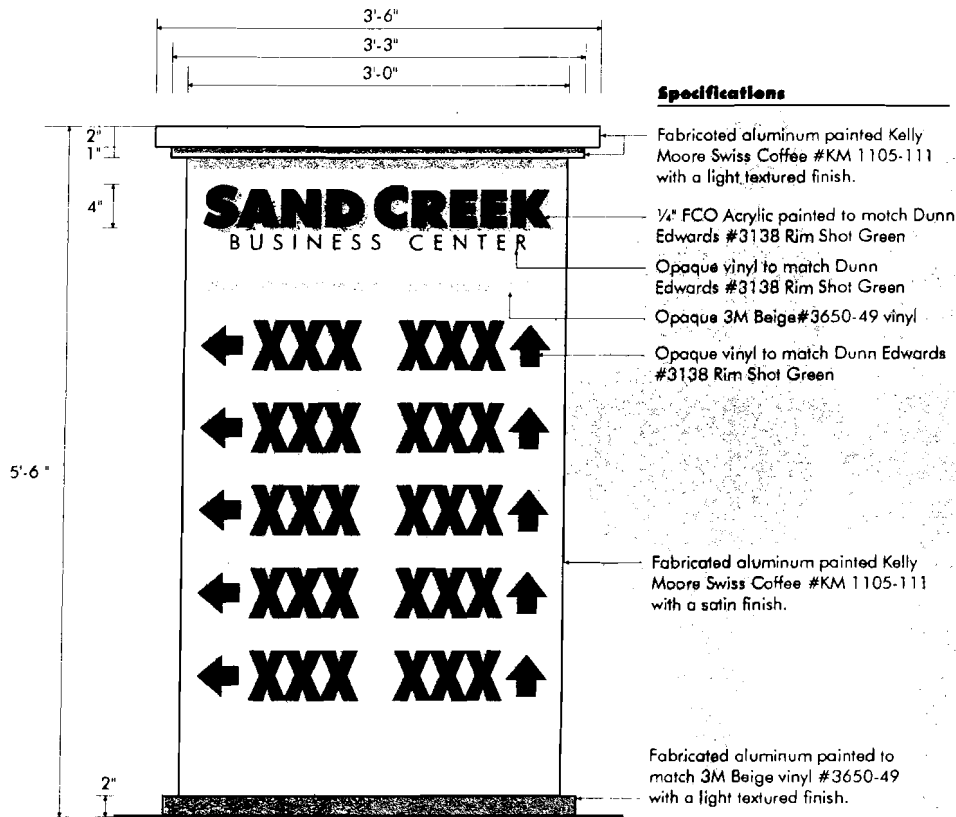 3'-6"
3'-3"
3'-0"
Specifications
2"
1"
4"
5'-6"
2"
SAND CREEK
BUSINESS CENTER
XXX XXX
XXX XXX
XXX XXX
XXX XXX
XXX XXX
Fabricoted aluminum painted Kelly
Moore Swiss Coffee #KM 1105-111
with a light textured finish.
¼" FCO Acrylic painted to match Dunn
Edwards #3138 Rim Shot Green
Opaque vinyl to match Dunn
Edwards #3138 Rim Shot Green
Opaque 3M Beige#3650-49 vinyl
Opaque vinyl to match Dunn Edwards
#3138 Rim Shot Green
Fabricated aluminum painted Kelly
Moore Swiss Coffee #KM 1105-111
with a satin finish.
Fabricated aluminum painted to
match 3M Beige vinyl #3650-49
with a light textured finish.